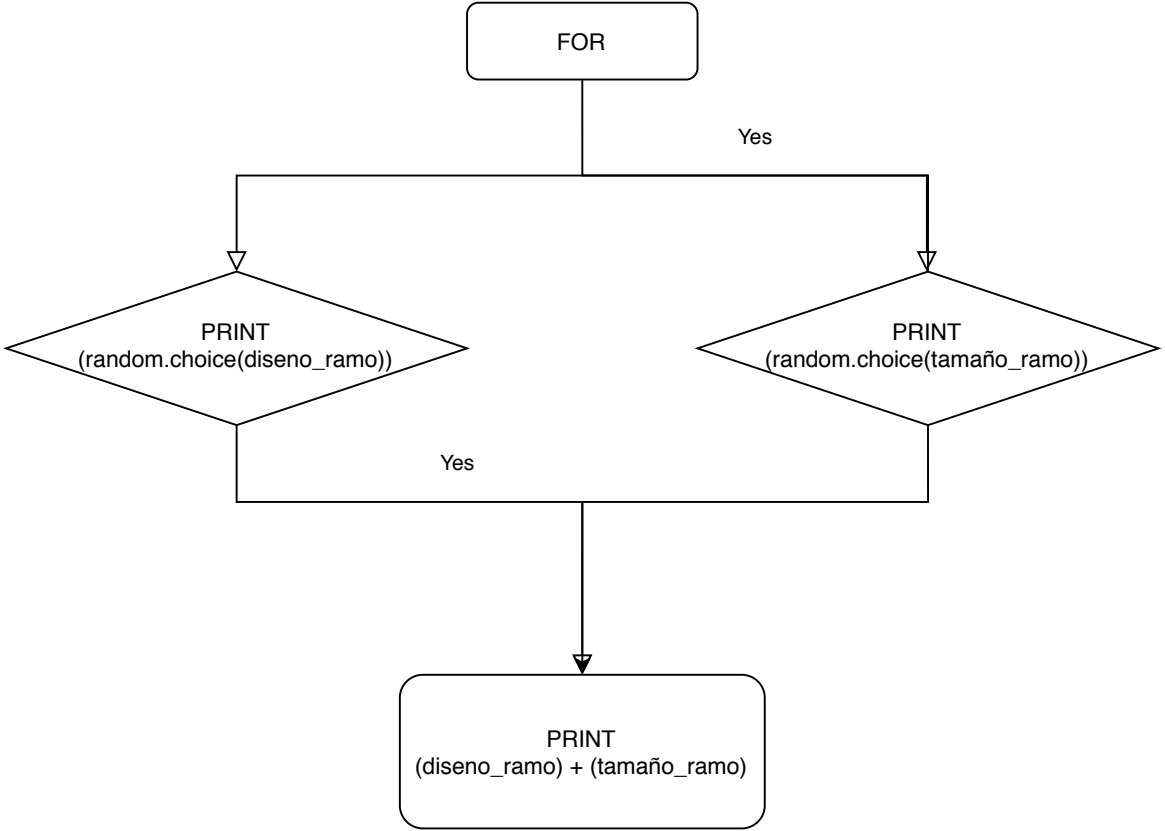 FOR
Yes
PRINT
(random.choice(diseno_ramo))
PRINT
(random.choice(tamaño_ramo))
Yes
PRINT
(diseno_ramo) + (tamaño_ramo)